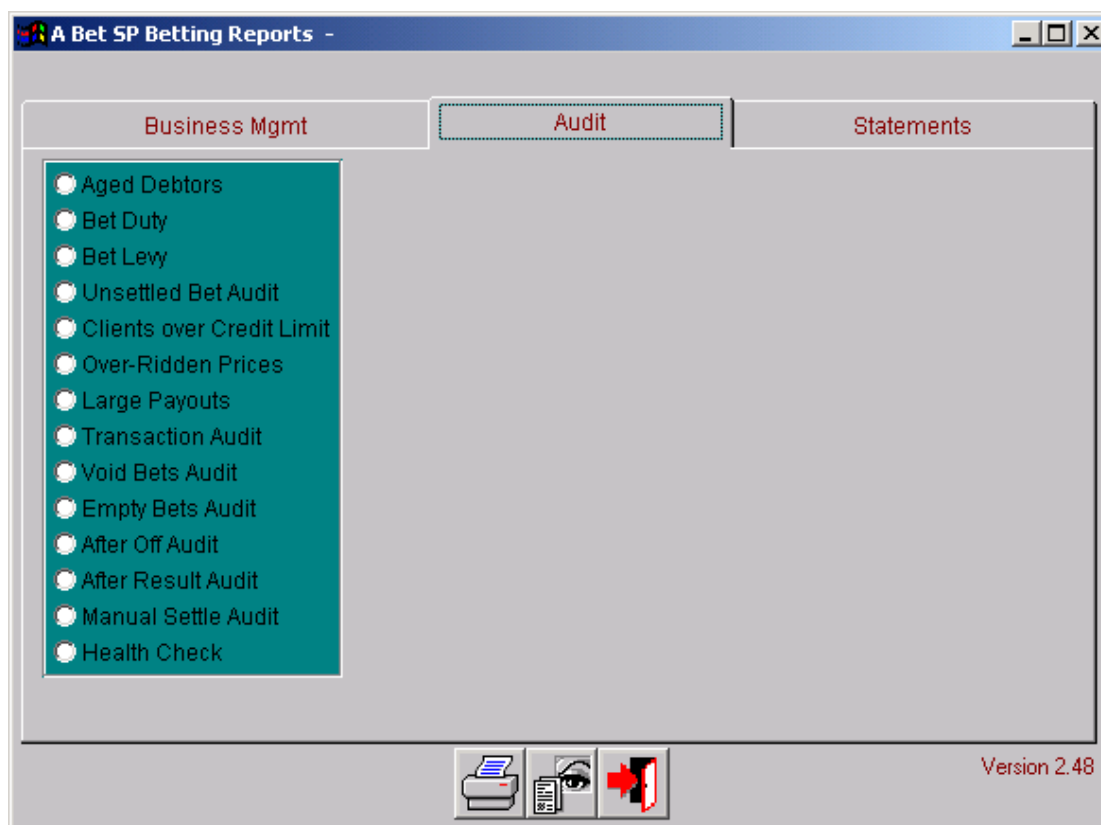 A Bet SP Betting Reports -
Business Mgmt
Audit
Statements
Aged Debtors
Bet Duty
Bet Levy
Unsettled Bet Audit
Clients over Credit Limit
Over-Ridden Prices
Large Payouts
Transaction Audit
Void Bets Audit
Empty Bets Audit
After Off Audit
After Result Audit
Manual Settle Audit
Health Check
Version 2.48